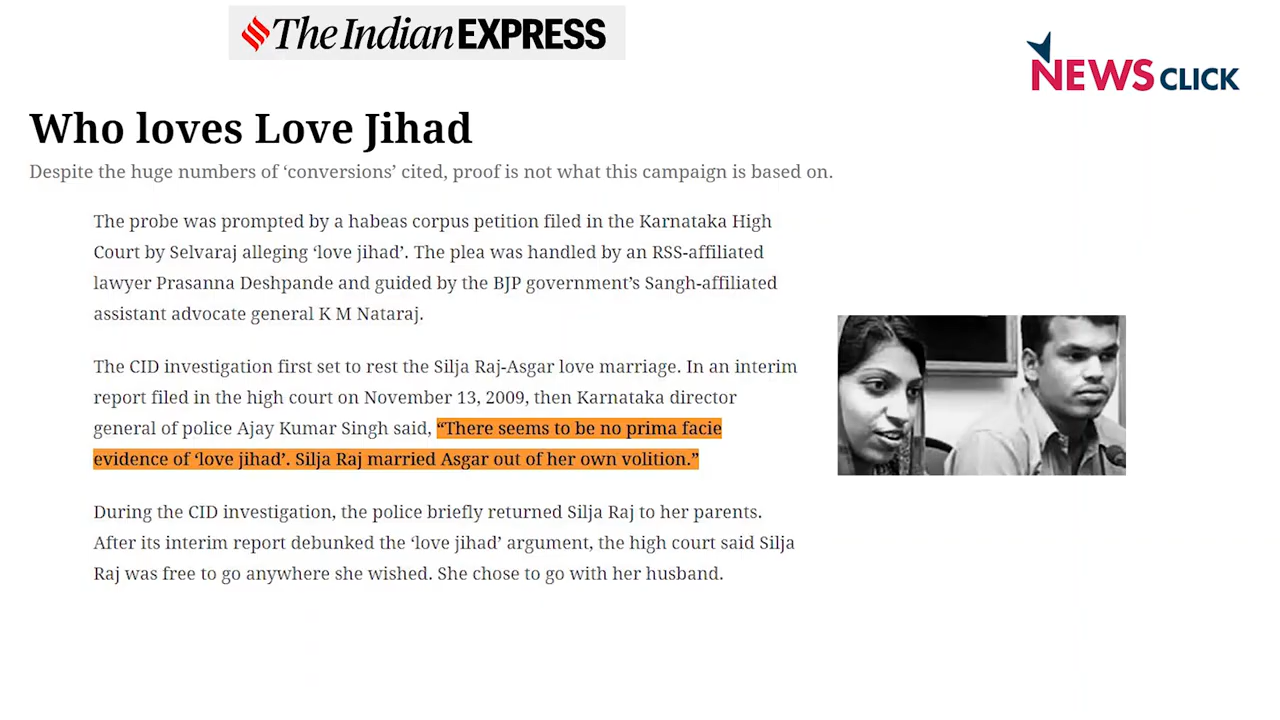 The Indian EXPRESS
NEWS CLICK
Who loves Love Jihad
Despite the huge numbers of ‘conversions’ cited, proof is not what this campaign is based on.
The probe was prompted by a habeas corpus petition filed in the Karnataka High
Court by Selvaraj alleging ‘love jihad’. The plea was handled by an RSS-affiliated
lawyer Prasanna Deshpande and guided by the BJP government’s Sangh-affiliated
assistant advocate general K M Nataraj.
The CID investigation first set to rest the Silja Raj-Asgar love marriage. In an interim
report filed in the high court on November 13, 2009, then Karnataka director
general of police Ajay Kumar Singh said, “There seems to be no prima facie
evidence of ‘love jihad’. Silja Raj married Asgar out of her own volition.”
During the CID investigation, the police briefly returned Silja Raj to her parents.
After its interim report debunked the ‘love jihad’ argument, the high court said Silja
Raj was free to go anywhere she wished. She chose to go with her husband.